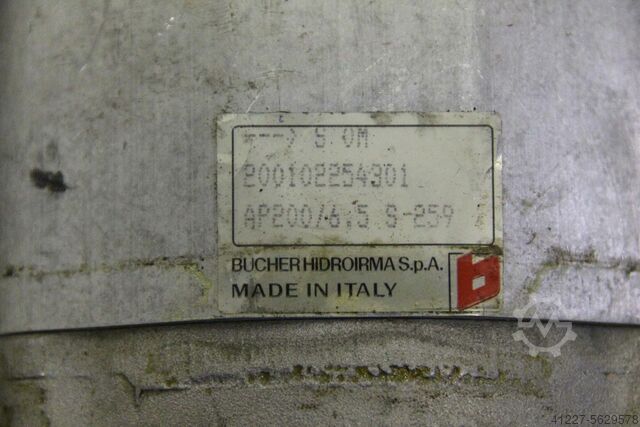 ---> S OM
200102254301
AP200/6.5 S-259
BUCHER HIDROIRMA S.p.A.
MADE IN ITALY
41227-5629578